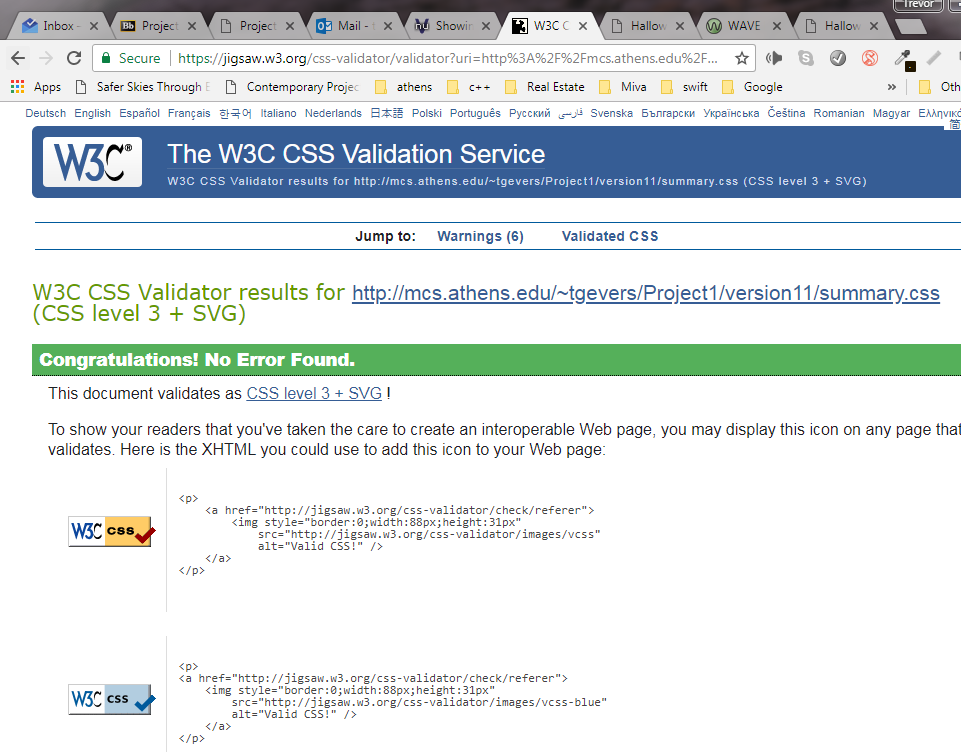 Trevor
Inbox - Project Project Mail - Showin W3C C Hallow WAVE Hallow
Secure https://jigsaw.w3.org/css-validator/validator?uri=http%3A%2F%2Fmcs.athens.edu%2F...
Apps Safer Skies Through Contemporary Projec athens c++ Real Estate Miva swift Google » Oth
Deutsch English Español Français 한국어 Italiano Nederlands 日本語 Polski Português Русский فارسی Svenska Български Українська Čeština Romanian Magyar Ελληνικά
简
W3C® The W3C CSS Validation Service
W3C CSS Validator results for http://mcs.athens.edu/~tgevers/Project1/version11/summary.css (CSS level 3 + SVG)
Jump to: Warnings (6) Validated CSS
W3C CSS Validator results for http://mcs.athens.edu/~tgevers/Project1/version11/summary.css
(CSS level 3 + SVG)
Congratulations! No Error Found.
This document validates as CSS level 3 + SVG !
To show your readers that you've taken the care to create an interoperable Web page, you may display this icon on any page that
validates. Here is the XHTML you could use to add this icon to your Web page:
<p>
<a href="http://jigsaw.w3.org/css-validator/check/referer">
<img style="border:0;width:88px;height:31px"
W3C css
src="http://jigsaw.w3.org/css-validator/images/vcss"
alt="Valid CSS!" />
</a>
</p>
<p>
<a href="http://jigsaw.w3.org/css-validator/check/referer">
<img style="border:0;width:88px;height:31px"
W3C css
src="http://jigsaw.w3.org/css-validator/images/vcss-blue"
alt="Valid CSS!" />
</a>
</p>